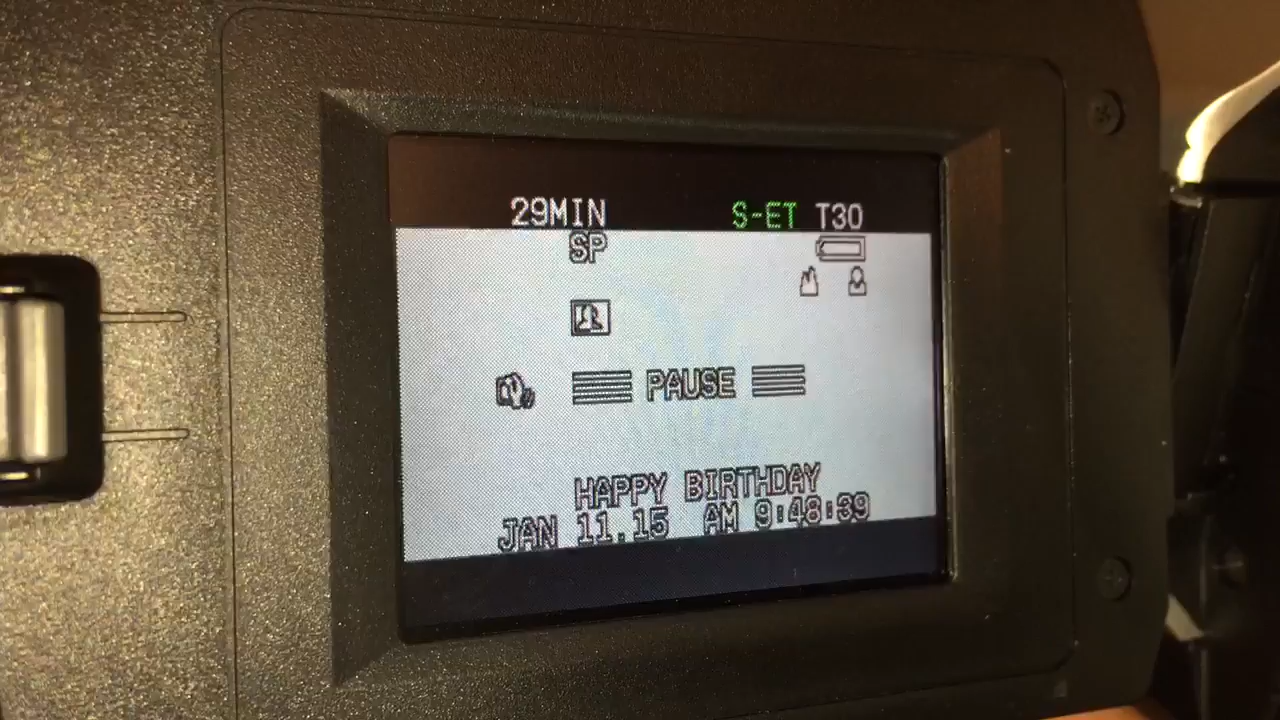 29MIN S-ET T30
SP
PAUSE
HAPPY BIRTHDAY
JAN 11.15 AM 9:48:39